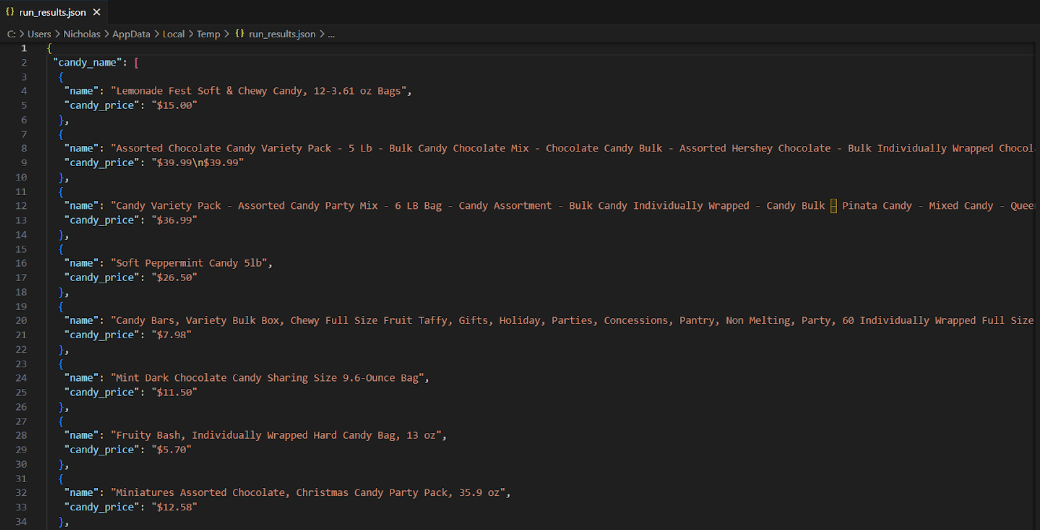 {} run_results.json ×
C: > Users > Nicholas > AppData > Local > Temp > {} run_results.json > ...
1 {
2 "candy_name": [
3 {
4 "name": "Lemonade Fest Soft & Chewy Candy, 12-3.61 oz Bags",
5 "candy_price": "$15.00"
6 },
7 {
8 "name": "Assorted Chocolate Candy Variety Pack - 5 Lb - Bulk Candy Chocolate Mix - Chocolate Candy Bulk - Assorted Hershey Chocolate - Bulk Individually Wrapped Chocol
9 "candy_price": "$39.99\n$39.99"
10 },
11 {
12 "name": "Candy Variety Pack - Assorted Candy Party Mix - 6 LB Bag - Candy Assortment - Bulk Candy Individually Wrapped - Candy Bulk – Pinata Candy - Mixed Candy - Quee
13 "candy_price": "$36.99"
14 },
15 {
16 "name": "Soft Peppermint Candy 5lb",
17 "candy_price": "$26.50"
18 },
19 {
20 "name": "Candy Bars, Variety Bulk Box, Chewy Full Size Fruit Taffy, Gifts, Holiday, Parties, Concessions, Pantry, Non Melting, Party, 60 Individually Wrapped Full Size
21 "candy_price": "$7.98"
22 },
23 {
24 "name": "Mint Dark Chocolate Candy Sharing Size 9.6-Ounce Bag",
25 "candy_price": "$11.50"
26 },
27 {
28 "name": "Fruity Bash, Individually Wrapped Hard Candy Bag, 13 oz",
29 "candy_price": "$5.70"
30 },
31 {
32 "name": "Miniatures Assorted Chocolate, Christmas Candy Party Pack, 35.9 oz",
33 "candy_price": "$12.58"
34 },